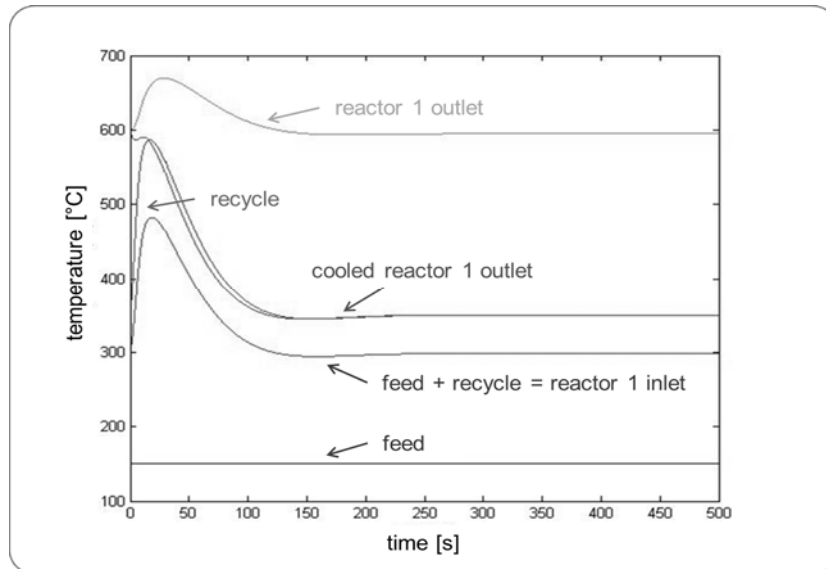 700
600
500
400
300
200
100
temperature [°C]
reactor 1 outlet
recycle
cooled reactor 1 outlet
feed + recycle = reactor 1 inlet
feed
0 50 100 150 200 250 300 350 400 450 500
time [s]